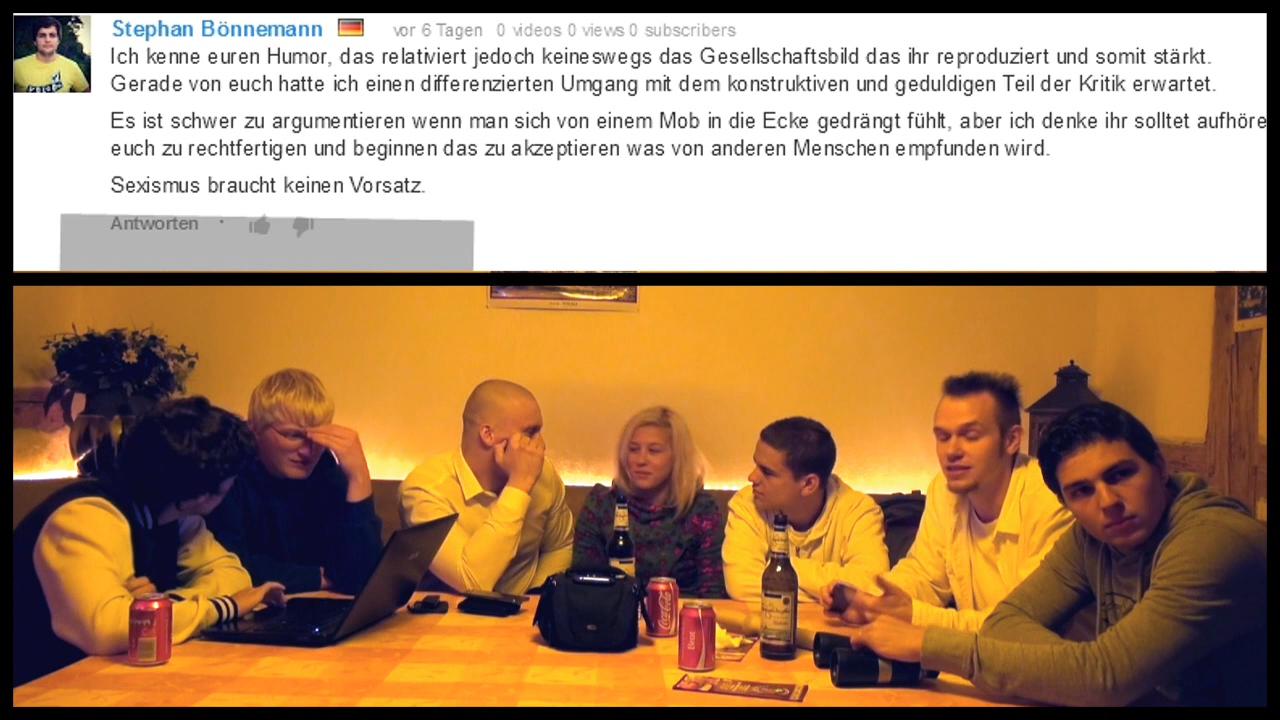 Stephan Bönnemann vor 6 Tagen 0 videos 0 views 0 subscribers
Ich kenne euren Humor, das relativiert jedoch keineswegs das Gesellschaftsbild das ihr reproduziert und somit stärkt.
Gerade von euch hatte ich einen differenzierten Umgang mit dem konstruktiven und geduldigen Teil der Kritik erwartet.
Es ist schwer zu argumentieren wenn man sich von einem Mob in die Ecke gedrängt fühlt, aber ich denke ihr solltet aufhöre
euch zu rechtfertigen und beginnen das zu akzeptieren was von anderen Menschen empfunden wird.
Sexismus braucht keinen Vorsatz.
Antworten ·
Coca-Cola